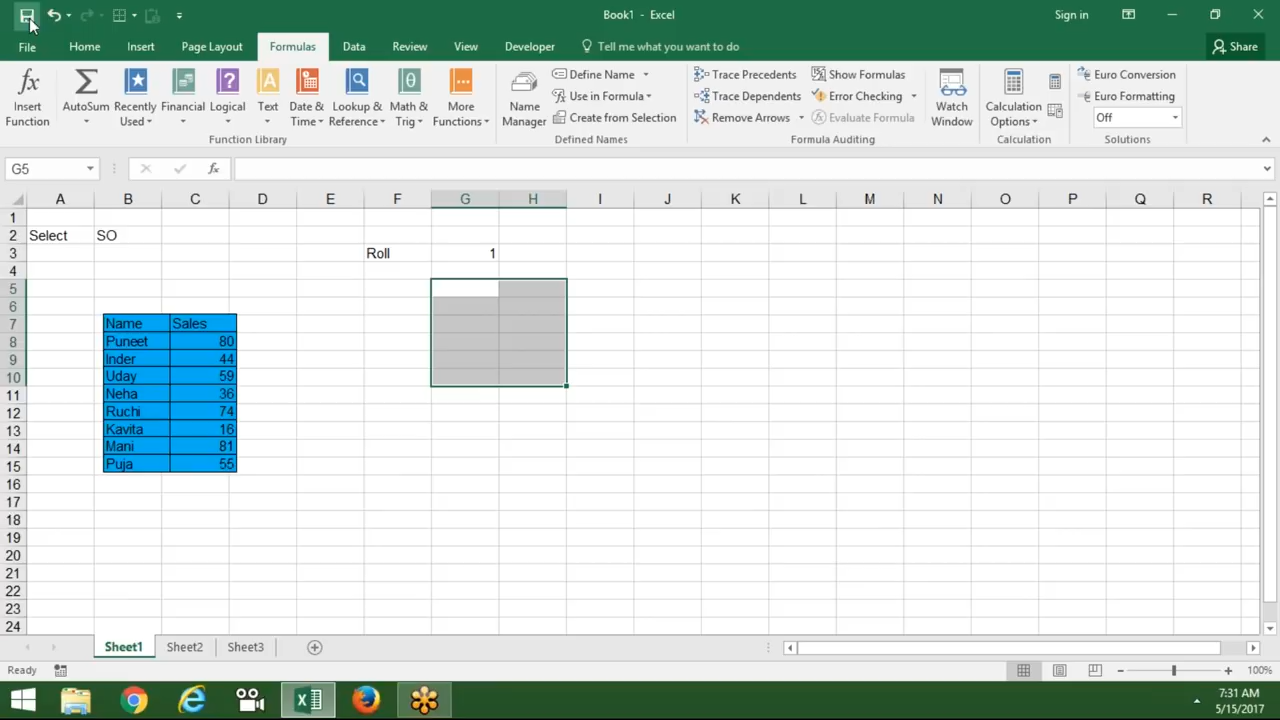 Book1 - Excel
Sign in
File Home Insert Page Layout Formulas Data Review View Developer Tell me what you want to do Share
Insert Function
AutoSum
Recently Used
Financial
Logical
Text
Date & Time
Lookup & Reference
Math & Trig
More Functions
Function Library
Name Manager
Define Name
Use in Formula
Create from Selection
Defined Names
Trace Precedents
Trace Dependents
Remove Arrows
Show Formulas
Error Checking
Evaluate Formula
Formula Auditing
Watch Window
Calculation Options
Calculation
Euro Conversion
Euro Formatting
Off
Solutions
G5 fx
A B C D E F G H I J K L M N O P Q R
1
2 Select SO
3 Roll 1
4
5
6
7 Name Sales
8 Puneet 80
9 Inder 44
10 Uday 59
11 Neha 36
12 Ruchi 74
13 Kavita 16
14 Mani 81
15 Puja 55
16
17
18
19
20
21
22
23
24
Sheet1 Sheet2 Sheet3
Ready 100%
7:31 AM
5/15/2017